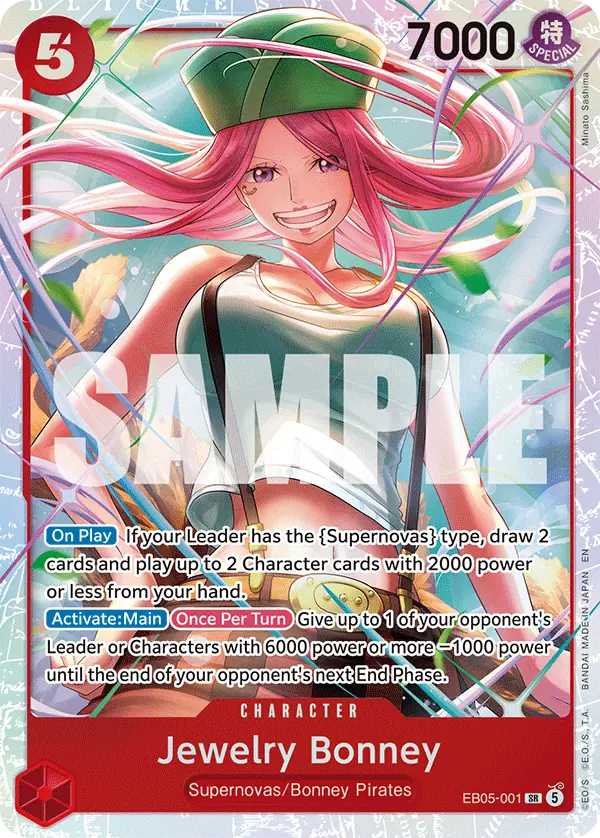 5
7000
特
SPECIAL
Minato Sashima
SAMPLE
On Play If your Leader has the {Supernovas} type, draw 2
cards and play up to 2 Character cards with 2000 power
or less from your hand.
Activate:Main Once Per Turn Give up to 1 of your opponent's
Leader or Characters with 6000 power or more −1000 power
until the end of your opponent's next End Phase.
CHARACTER
Jewelry Bonney
Supernovas/Bonney Pirates
EB05-001 SR 5
©E.O/S ©E.O./S., T.A. BANDAI MADE IN JAPAN EN